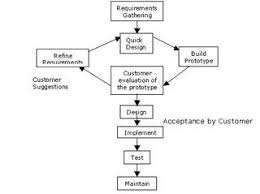 Requirements
Gathering
Quick
Design
Refine
Requirements
Build
Prototype
Customer
Suggestions
Customer
evaluation of
the prototype
Design
Acceptance by Customer
Implement
Test
Maintain